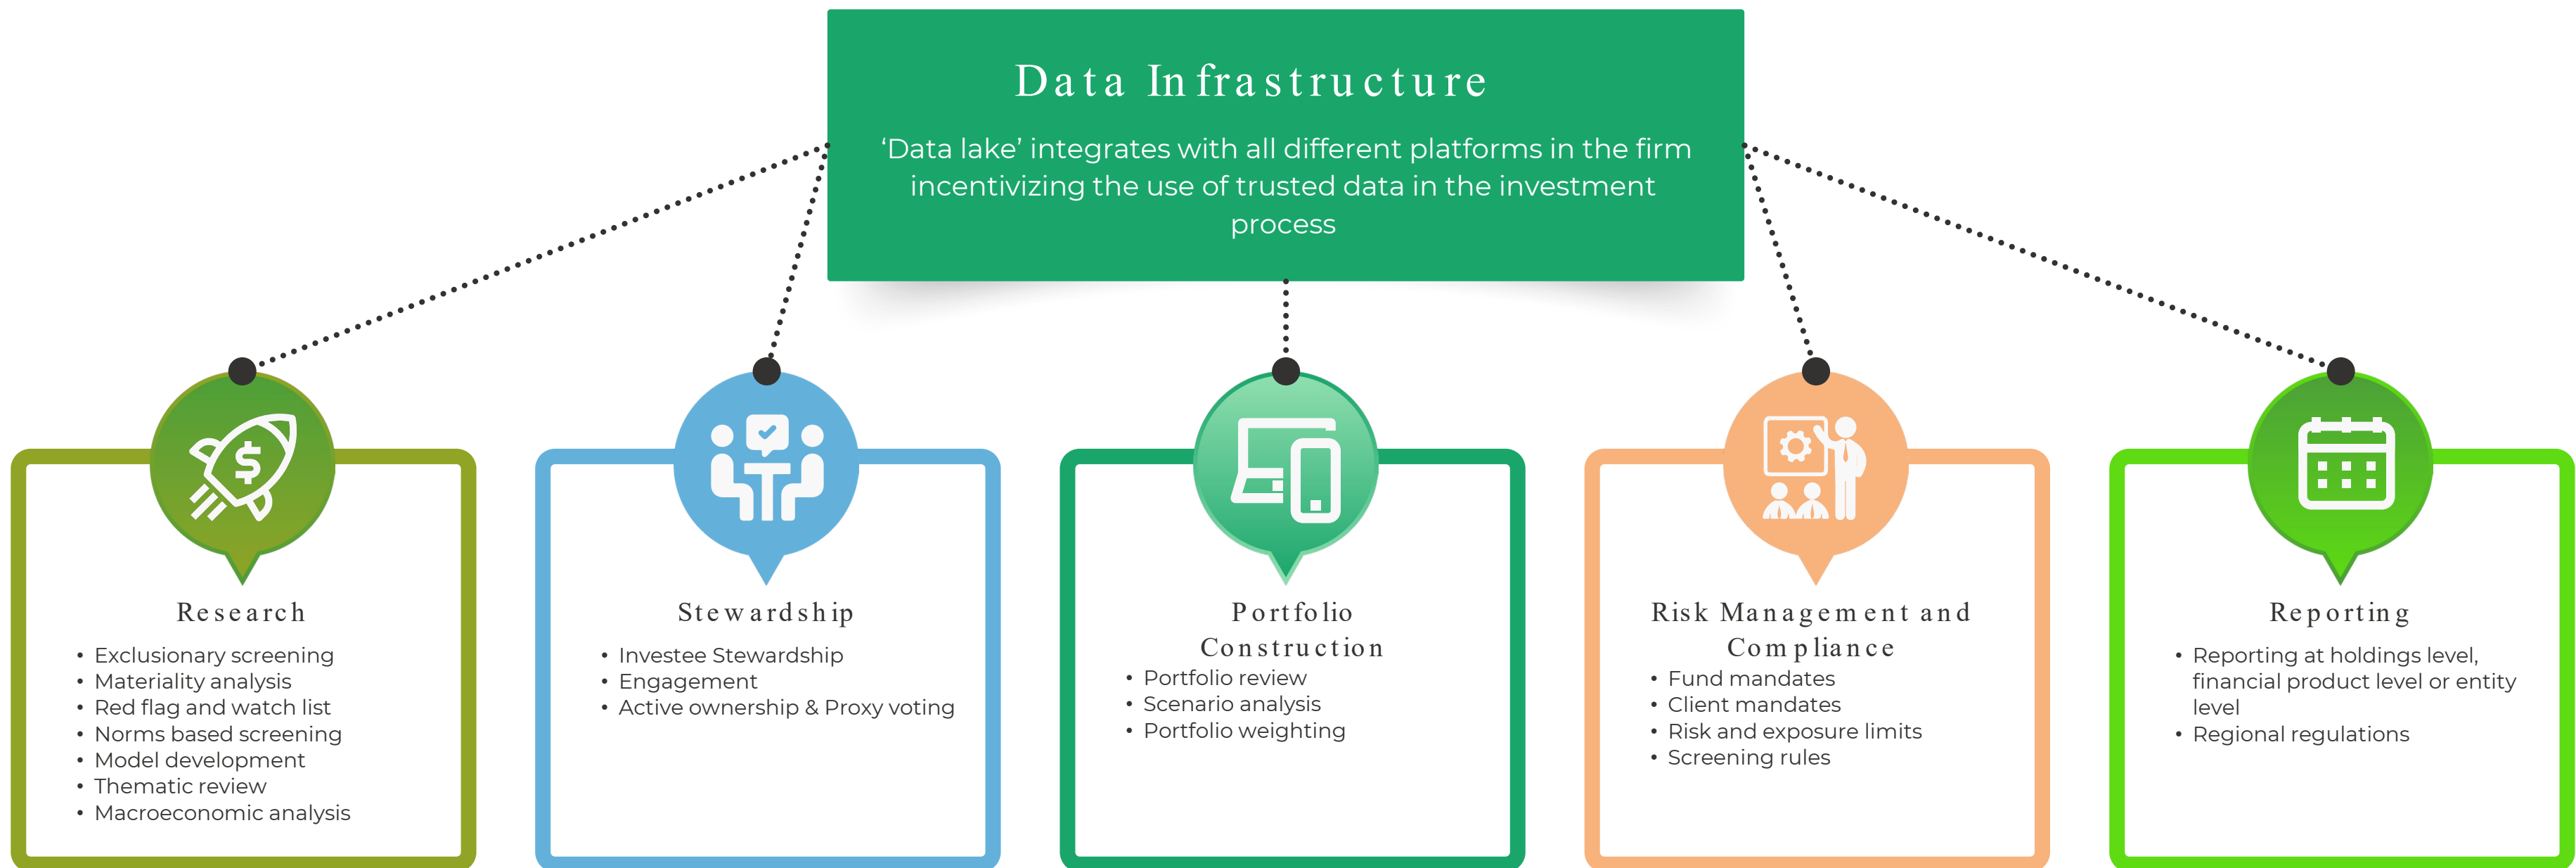 Data Infrastructure
‘Data lake’ integrates with all different platforms in the firm
incentivizing the use of trusted data in the investment
process
Research
• Exclusionary screening
• Materiality analysis
• Red flag and watch list
• Norms based screening
• Model development
• Thematic review
• Macroeconomic analysis
Stewardship
• Investee Stewardship
• Engagement
• Active ownership & Proxy voting
Portfolio
Construction
• Portfolio review
• Scenario analysis
• Portfolio weighting
Risk Management and
Compliance
• Fund mandates
• Client mandates
• Risk and exposure limits
• Screening rules
Reporting
• Reporting at holdings level,
financial product level or entity
level
• Regional regulations
$